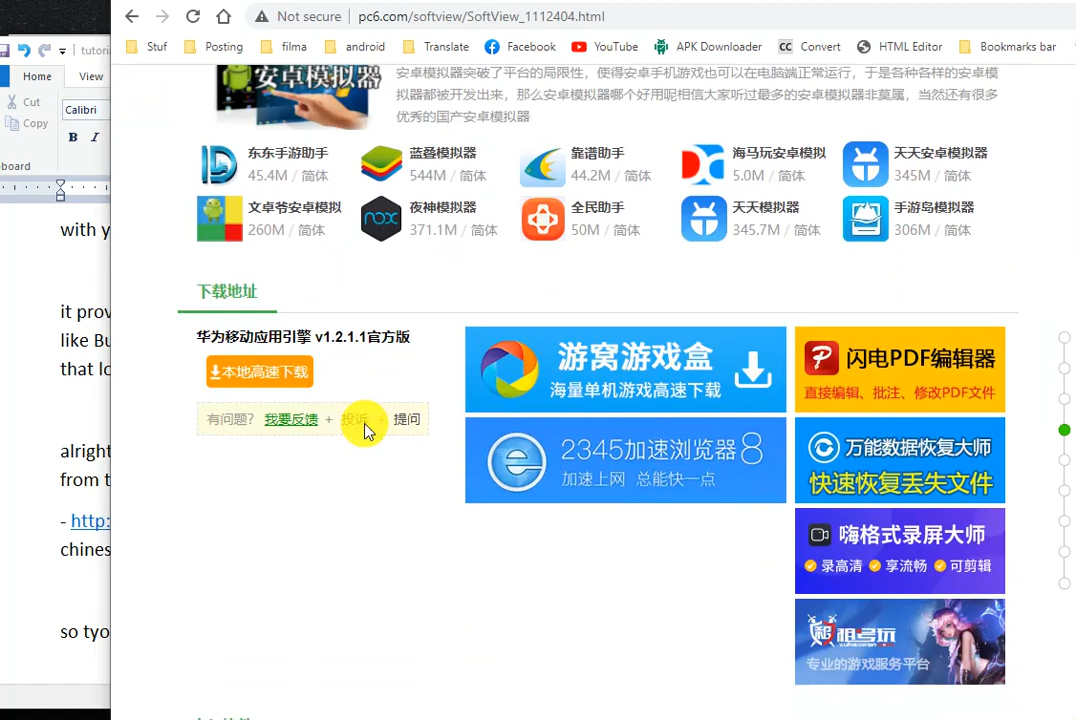 Not secure
pc6.com/softview/SoftView_1112404.html
Stuf
Posting
filma
android
Translate
Facebook
YouTube
APK Downloader
CC Convert
HTML Editor
Bookmarks bar
Home
View
Cut
Copy
Calibri
B I
with y
it prov
like Bu
that lo
alright
from t
- http:
chines
so tyo
安卓模拟器
安卓模拟器突破了平台的局限性，使得安卓手机游戏也可以在电脑端正常运行，于是各种各样的安卓
模拟器都被开发出来，那么安卓模拟器哪个好用呢相信大家听过最多的安卓模拟器非莫属，当然还有很多
优秀的国产安卓模拟器
东东手游助手
45.4M / 简体
蓝叠模拟器
544M / 简体
靠谱助手
44.2M / 简体
海马玩安卓模拟
5.0M / 简体
天天安卓模拟器
345M / 简体
文卓爷安卓模拟
260M / 简体
nox
夜神模拟器
371.1M / 简体
全民助手
50M / 简体
天天模拟器
345.7M / 简体
手游岛模拟器
306M / 简体
下载地址
华为移动应用引擎 v1.2.1.1官方版
本地高速下载
有问题? 我要反馈 + 投诉 + 提问
游窝游戏盒
海量单机游戏高速下载
2345加速浏览器8
加速上网 总能快一点
闪电PDF编辑器
直接编辑、批注、修改PDF文件
万能数据恢复大师
快速恢复丢失文件
嗨格式录屏大师
录高清 享流畅 可剪辑
租号玩
zuhaowan.com
专业的游戏服务平台